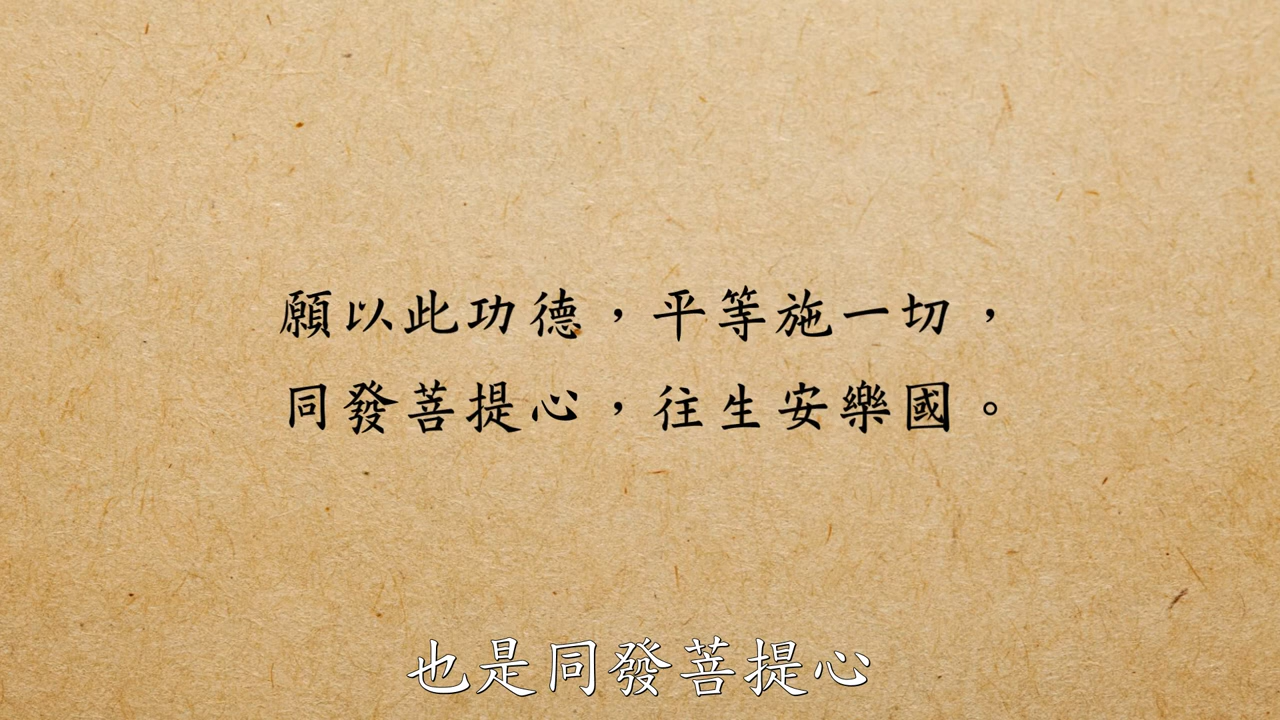 願以此功德，平等施一切，
同發菩提心，往生安樂國。
也是同發菩提心